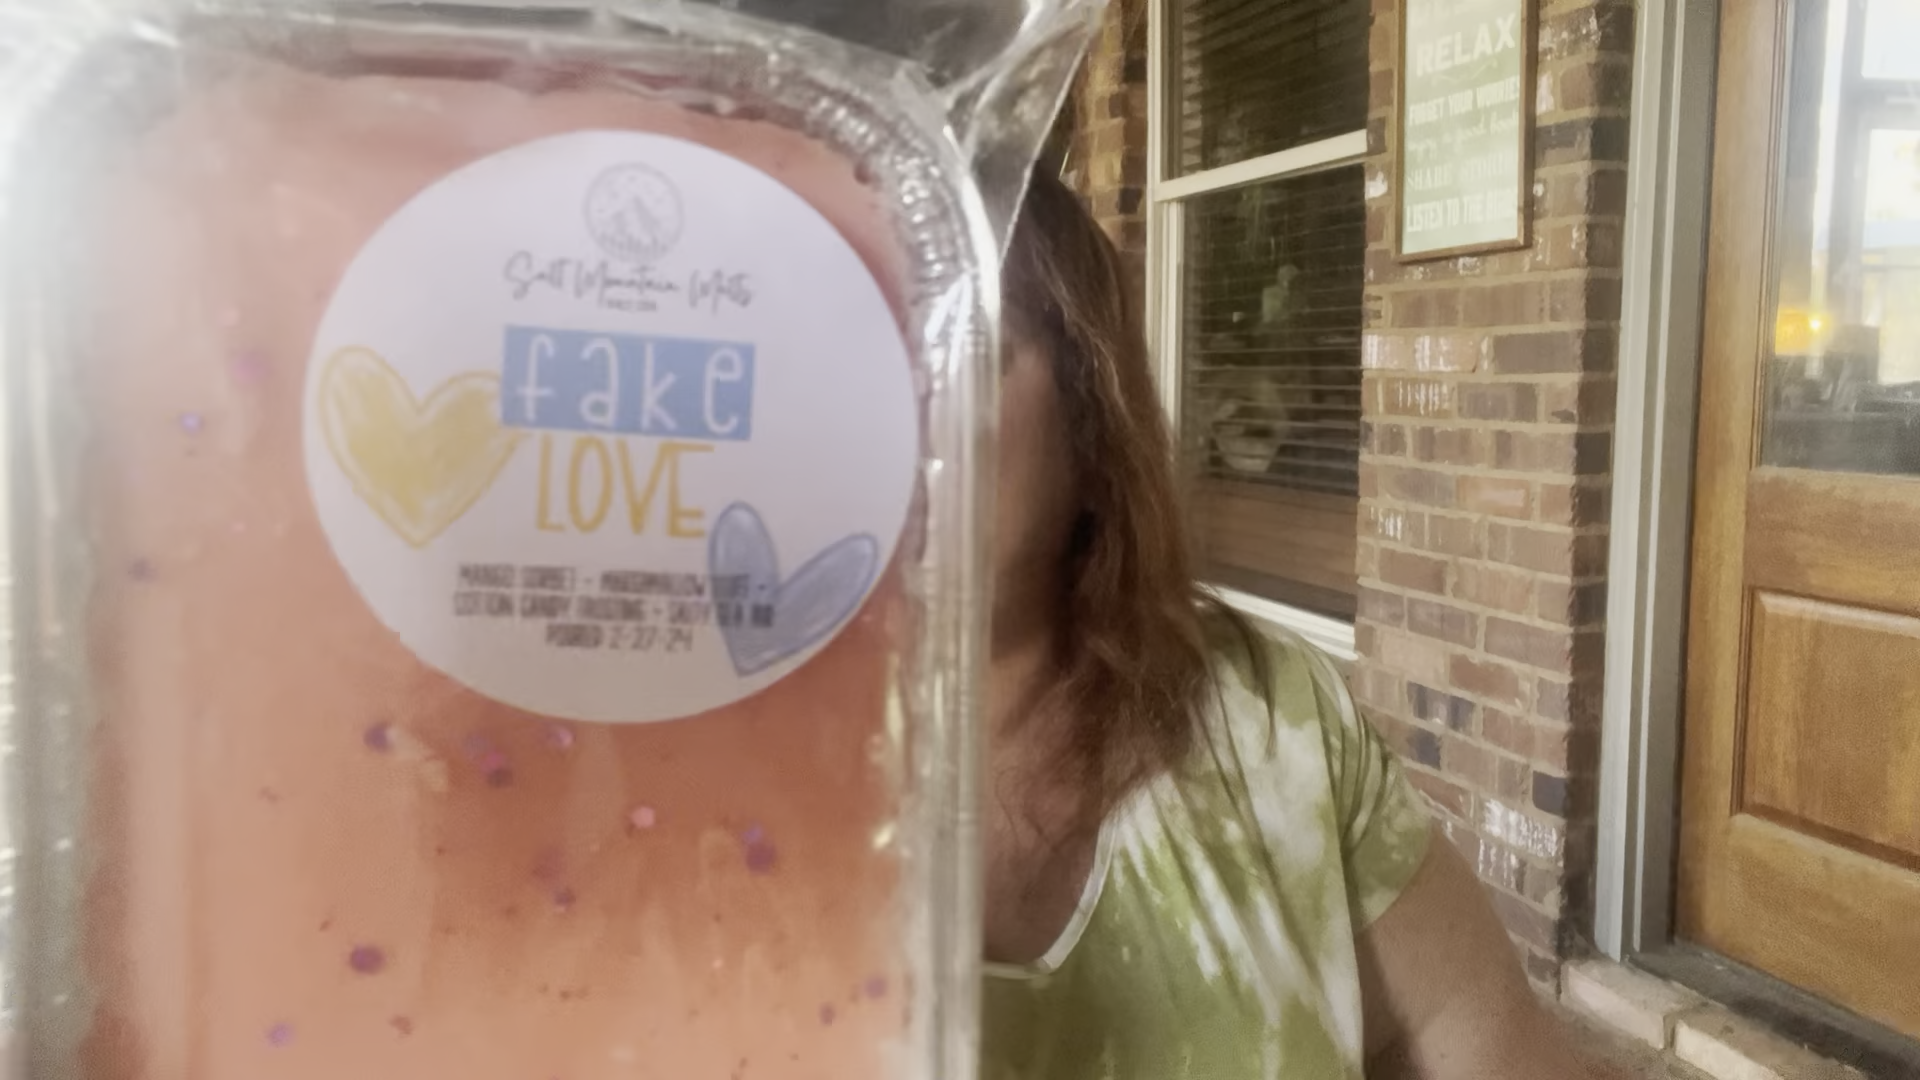 Salt Mountain Melts
fake
LOVE
MANGO SORBET - MARSHMALLOW FLUFF -
COTTON CANDY FROSTING - SALTY SEA AIR
POURED 2-27-24
RELAX
FORGET YOUR WORRIES
SHARE
LISTEN TO THE